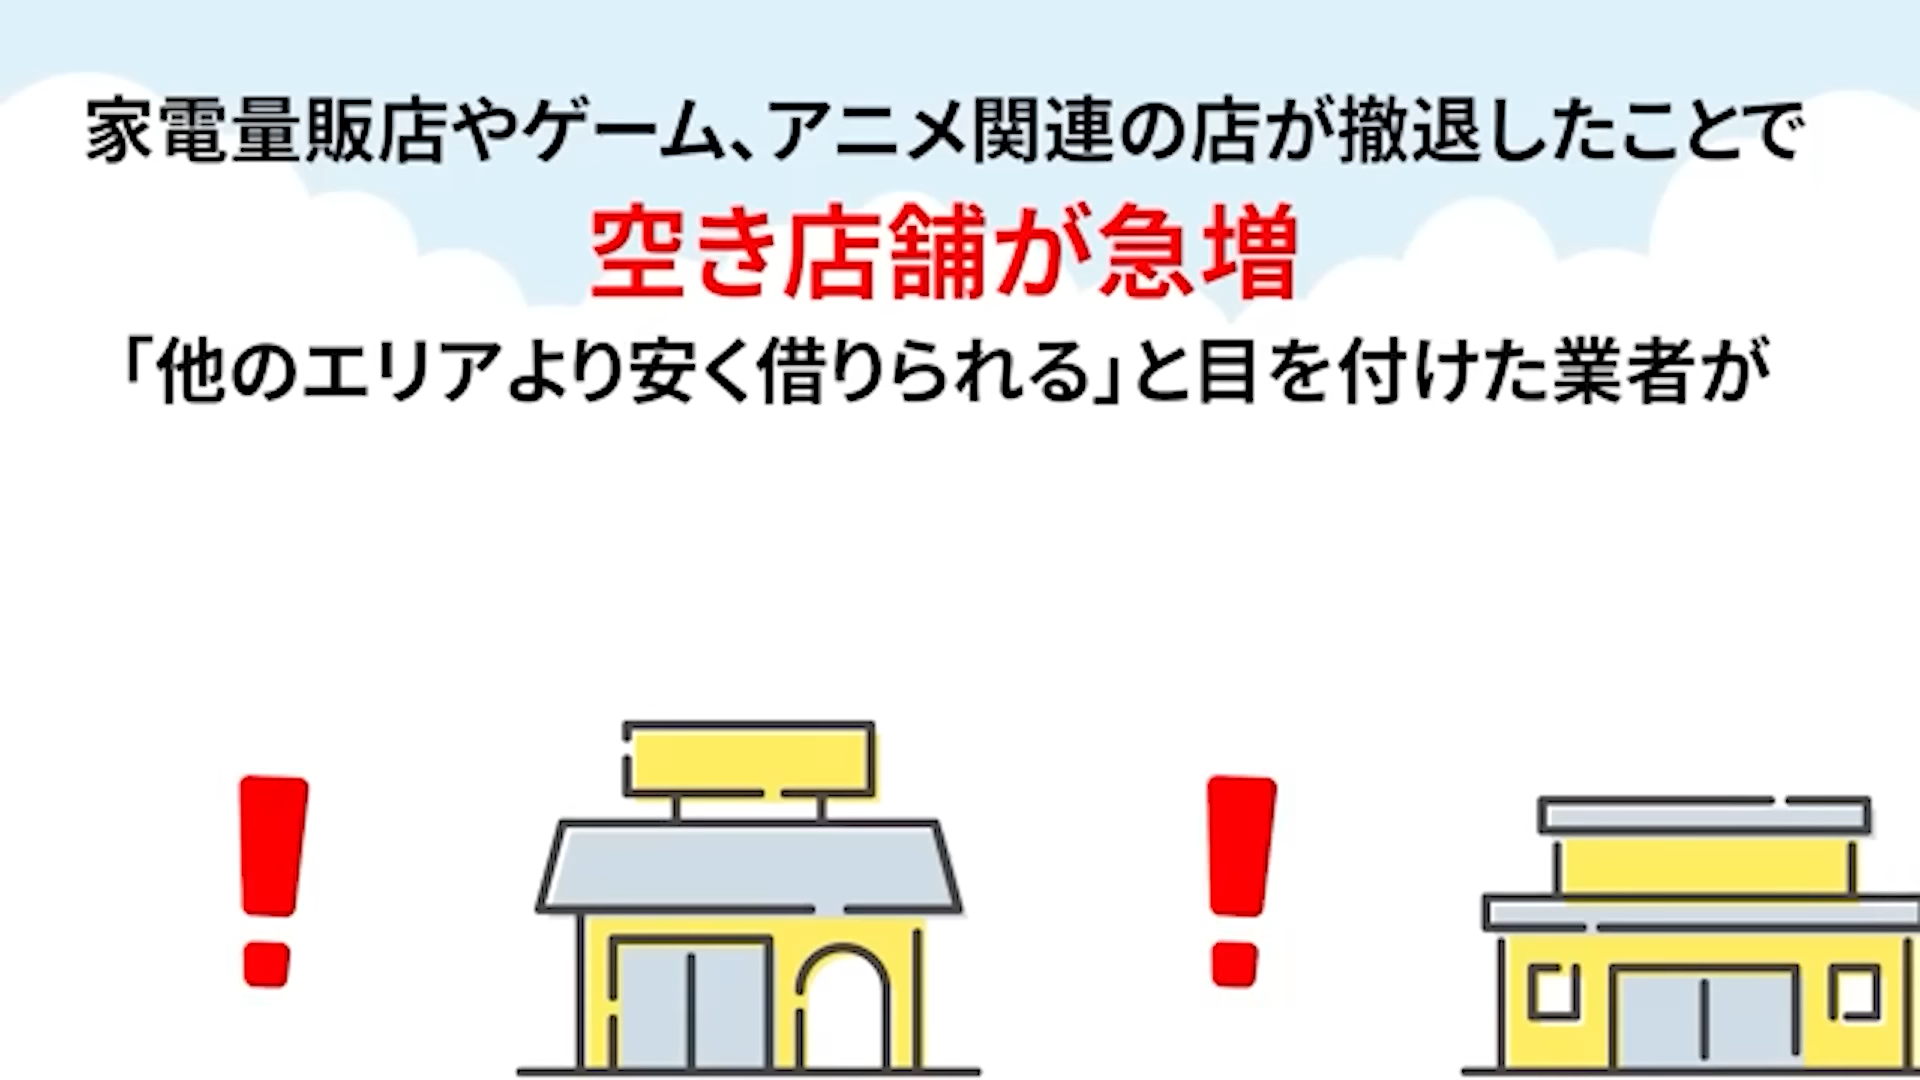 家電量販店やゲーム、アニメ関連の店が撤退したことで
空き店舗が急増
「他のエリアより安く借りられる」と目を付けた業者が